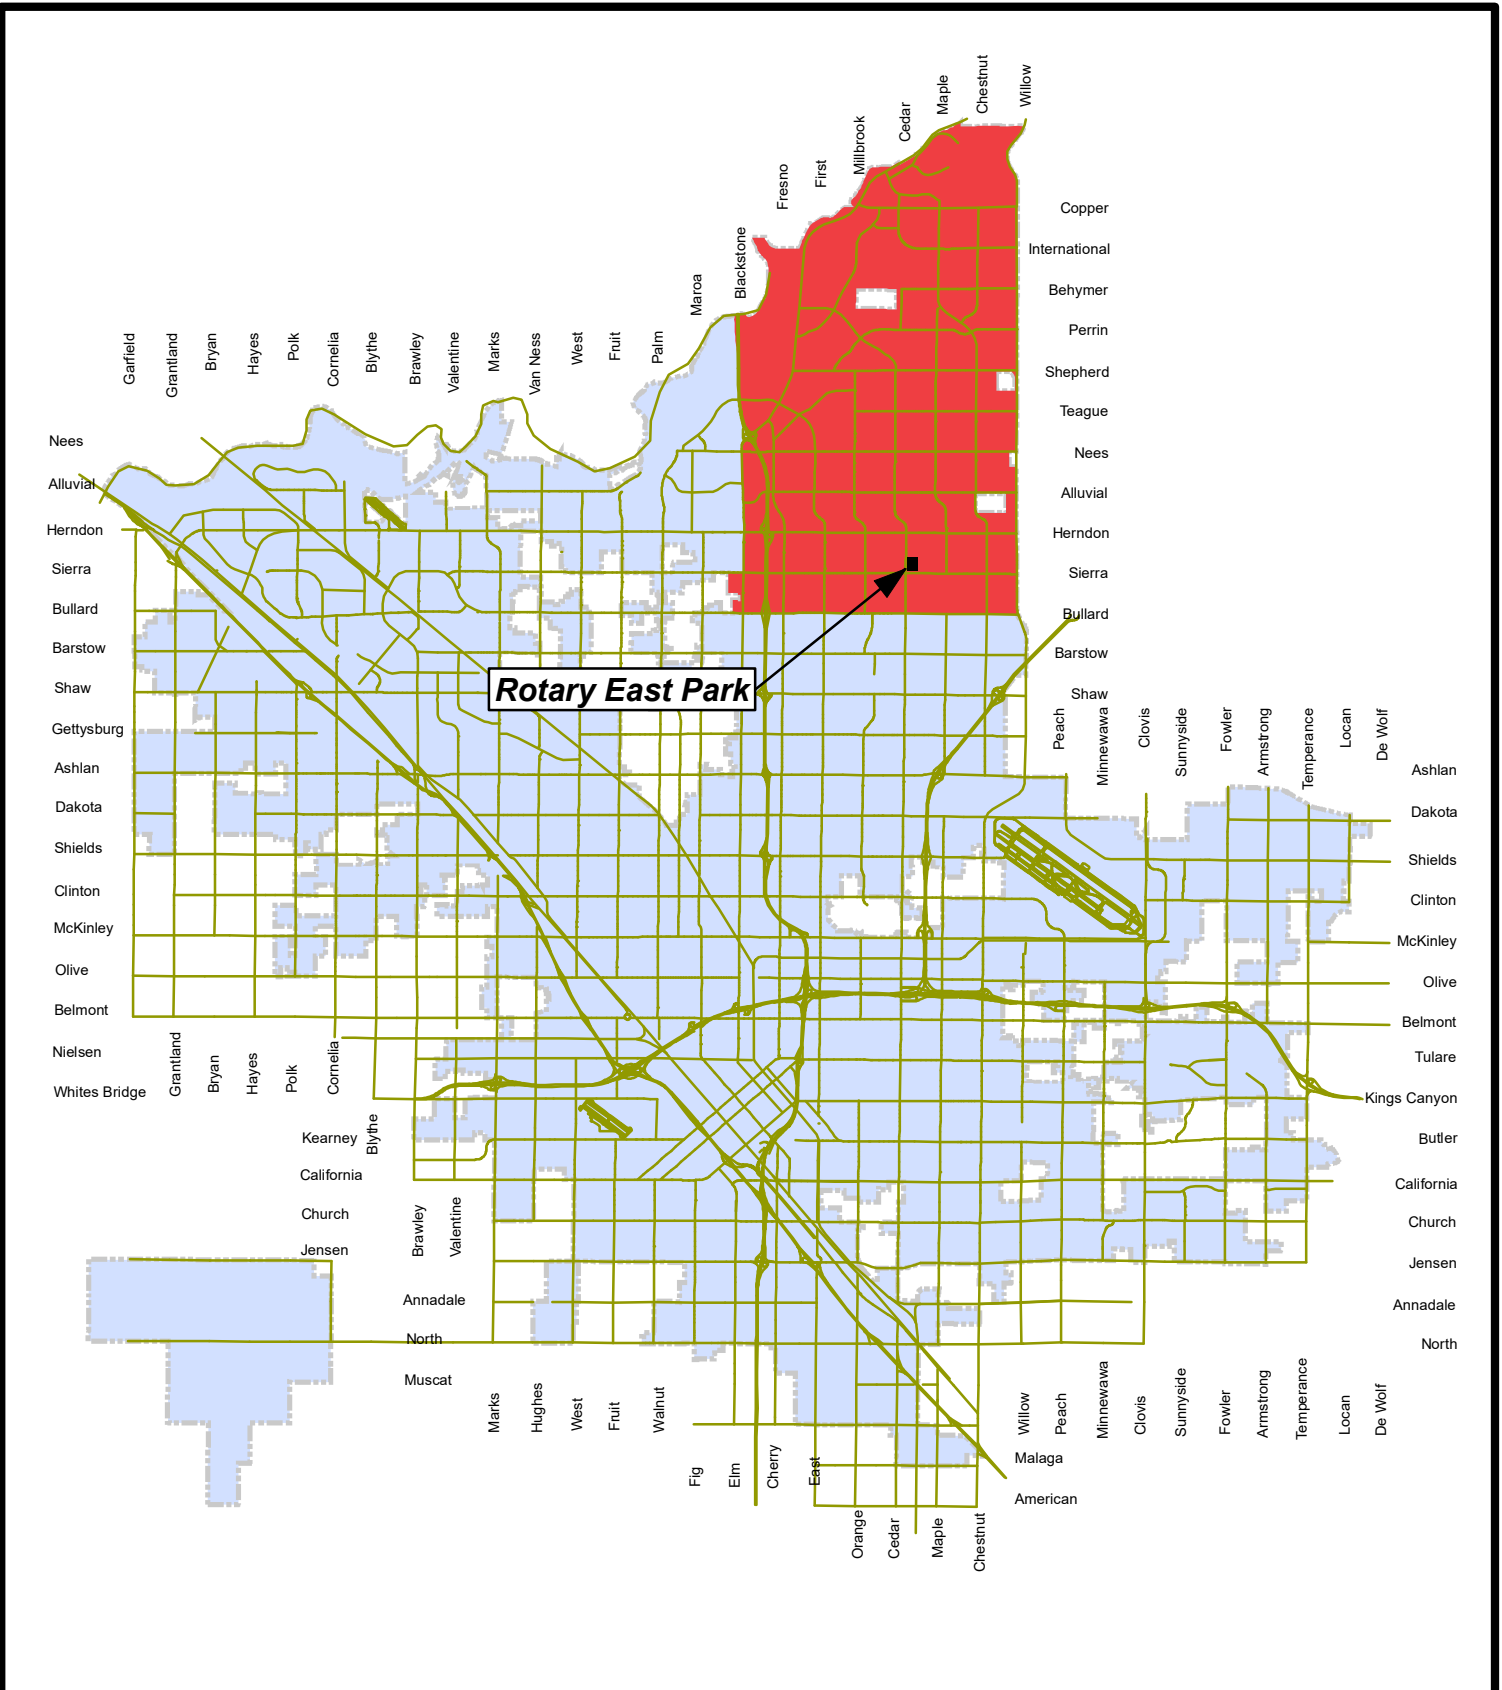 Fresno
First
Millbrook
Cedar
Maple
Chestnut
Willow
Maroa
Blackstone
Copper
International
Behymer
Perrin
Shepherd
Teague
Nees
Alluvial
Herndon
Sierra
Bullard
Barstow
Shaw
Garfield
Grantland
Bryan
Hayes
Polk
Cornelia
Blythe
Brawley
Valentine
Marks
Van Ness
West
Fruit
Palm
Nees
Alluvial
Herndon
Sierra
Bullard
Barstow
Shaw
Gettysburg
Ashlan
Dakota
Shields
Clinton
McKinley
Olive
Belmont
Nielsen
Whites Bridge
Rotary East Park
Peach
Minnewawa
Clovis
Sunnyside
Fowler
Armstrong
Temperance
Locan
De Wolf
Ashlan
Dakota
Shields
Clinton
McKinley
Olive
Belmont
Tulare
Kings Canyon
Butler
California
Church
Jensen
Annadale
North
Grantland
Bryan
Hayes
Polk
Cornelia
Blythe
Kearney
California
Church
Jensen
Brawley
Valentine
Annadale
North
Muscat
Marks
Hughes
West
Fruit
Walnut
Fig
Elm
Cherry
East
Orange
Cedar
Maple
Chestnut
Willow
Peach
Minnewawa
Clovis
Sunnyside
Fowler
Armstrong
Temperance
Locan
De Wolf
Malaga
American